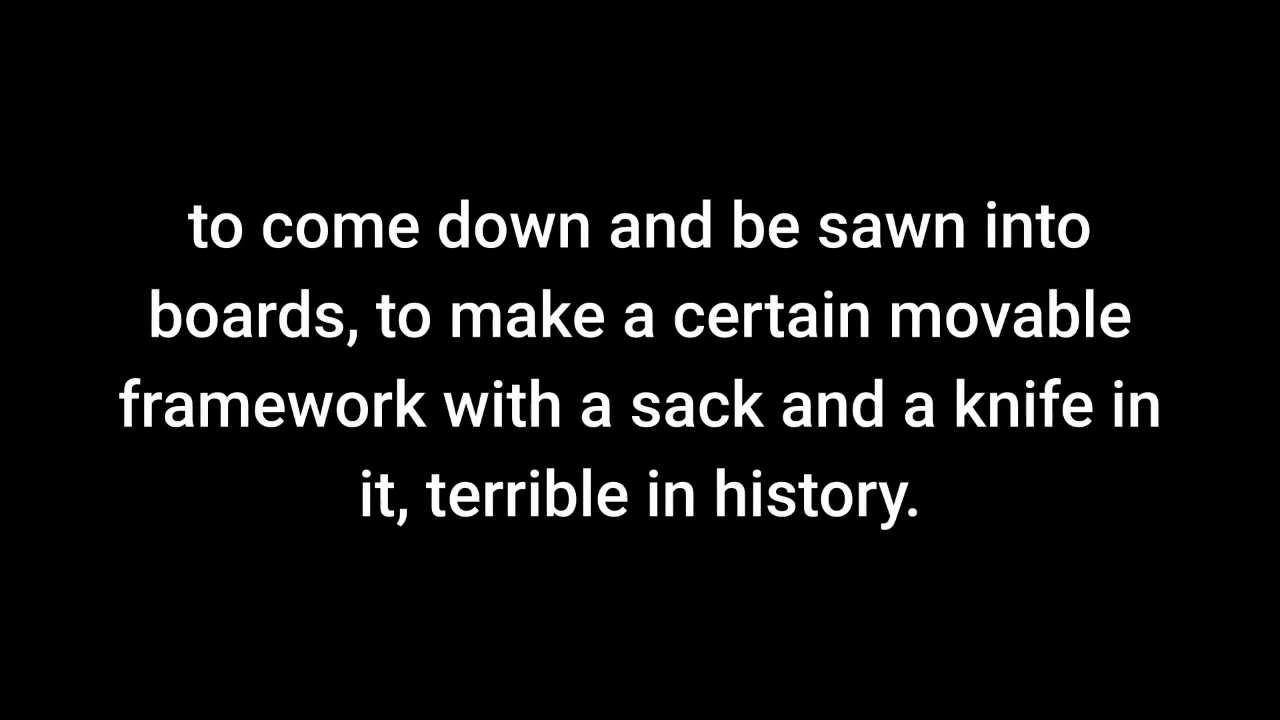 to come down and be sawn into
boards, to make a certain movable
framework with a sack and a knife in
it, terrible in history.